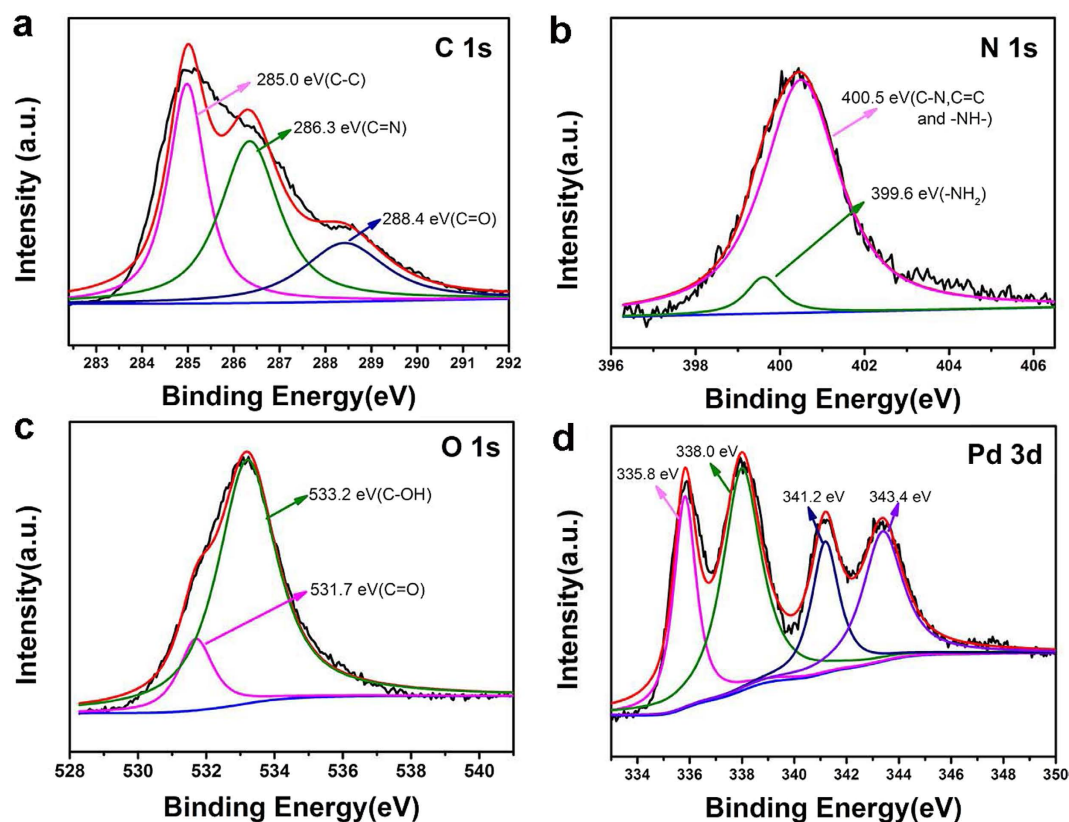 a
C 1s
285.0 eV(C-C)
286.3 eV(C=N)
288.4 eV(C=O)
Intensity (a.u.)
283 284 285 286 287 288 289 290 291 292
Binding Energy(eV)
b
N 1s
400.5 eV(C-N,C=C
and -NH-)
399.6 eV(-NH₂)
Intensity(a.u.)
396 398 400 402 404 406
Binding Energy(eV)
c
O 1s
533.2 eV(C-OH)
531.7 eV(C=O)
Intensity(a.u.)
528 530 532 534 536 538 540
Binding Energy(eV)
d
Pd 3d
335.8 eV
338.0 eV
341.2 eV
343.4 eV
Intensity(a.u.)
334 336 338 340 342 344 346 348 350
Binding Energy(eV)